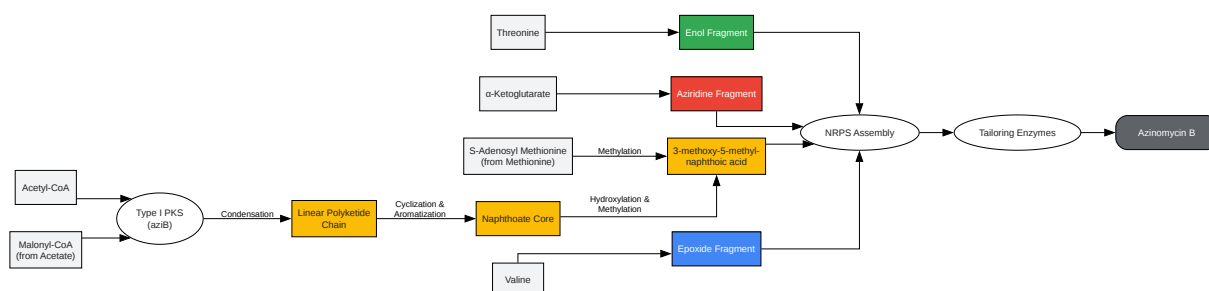 Threonine
Enol Fragment
α-Ketoglutarate
Aziridine Fragment
NRPS Assembly
Tailoring Enzymes
Azinomycin B
S-Adenosyl Methionine
(from Methionine)
Methylation
3-methoxy-5-methyl-
naphthoic acid
Acetyl-CoA
Malonyl-CoA
(from Acetate)
Type I PKS
(aziB)
Condensation
Linear Polyketide
Chain
Cyclization &
Aromatization
Naphthoate Core
Hydroxylation &
Methylation
Valine
Epoxide Fragment